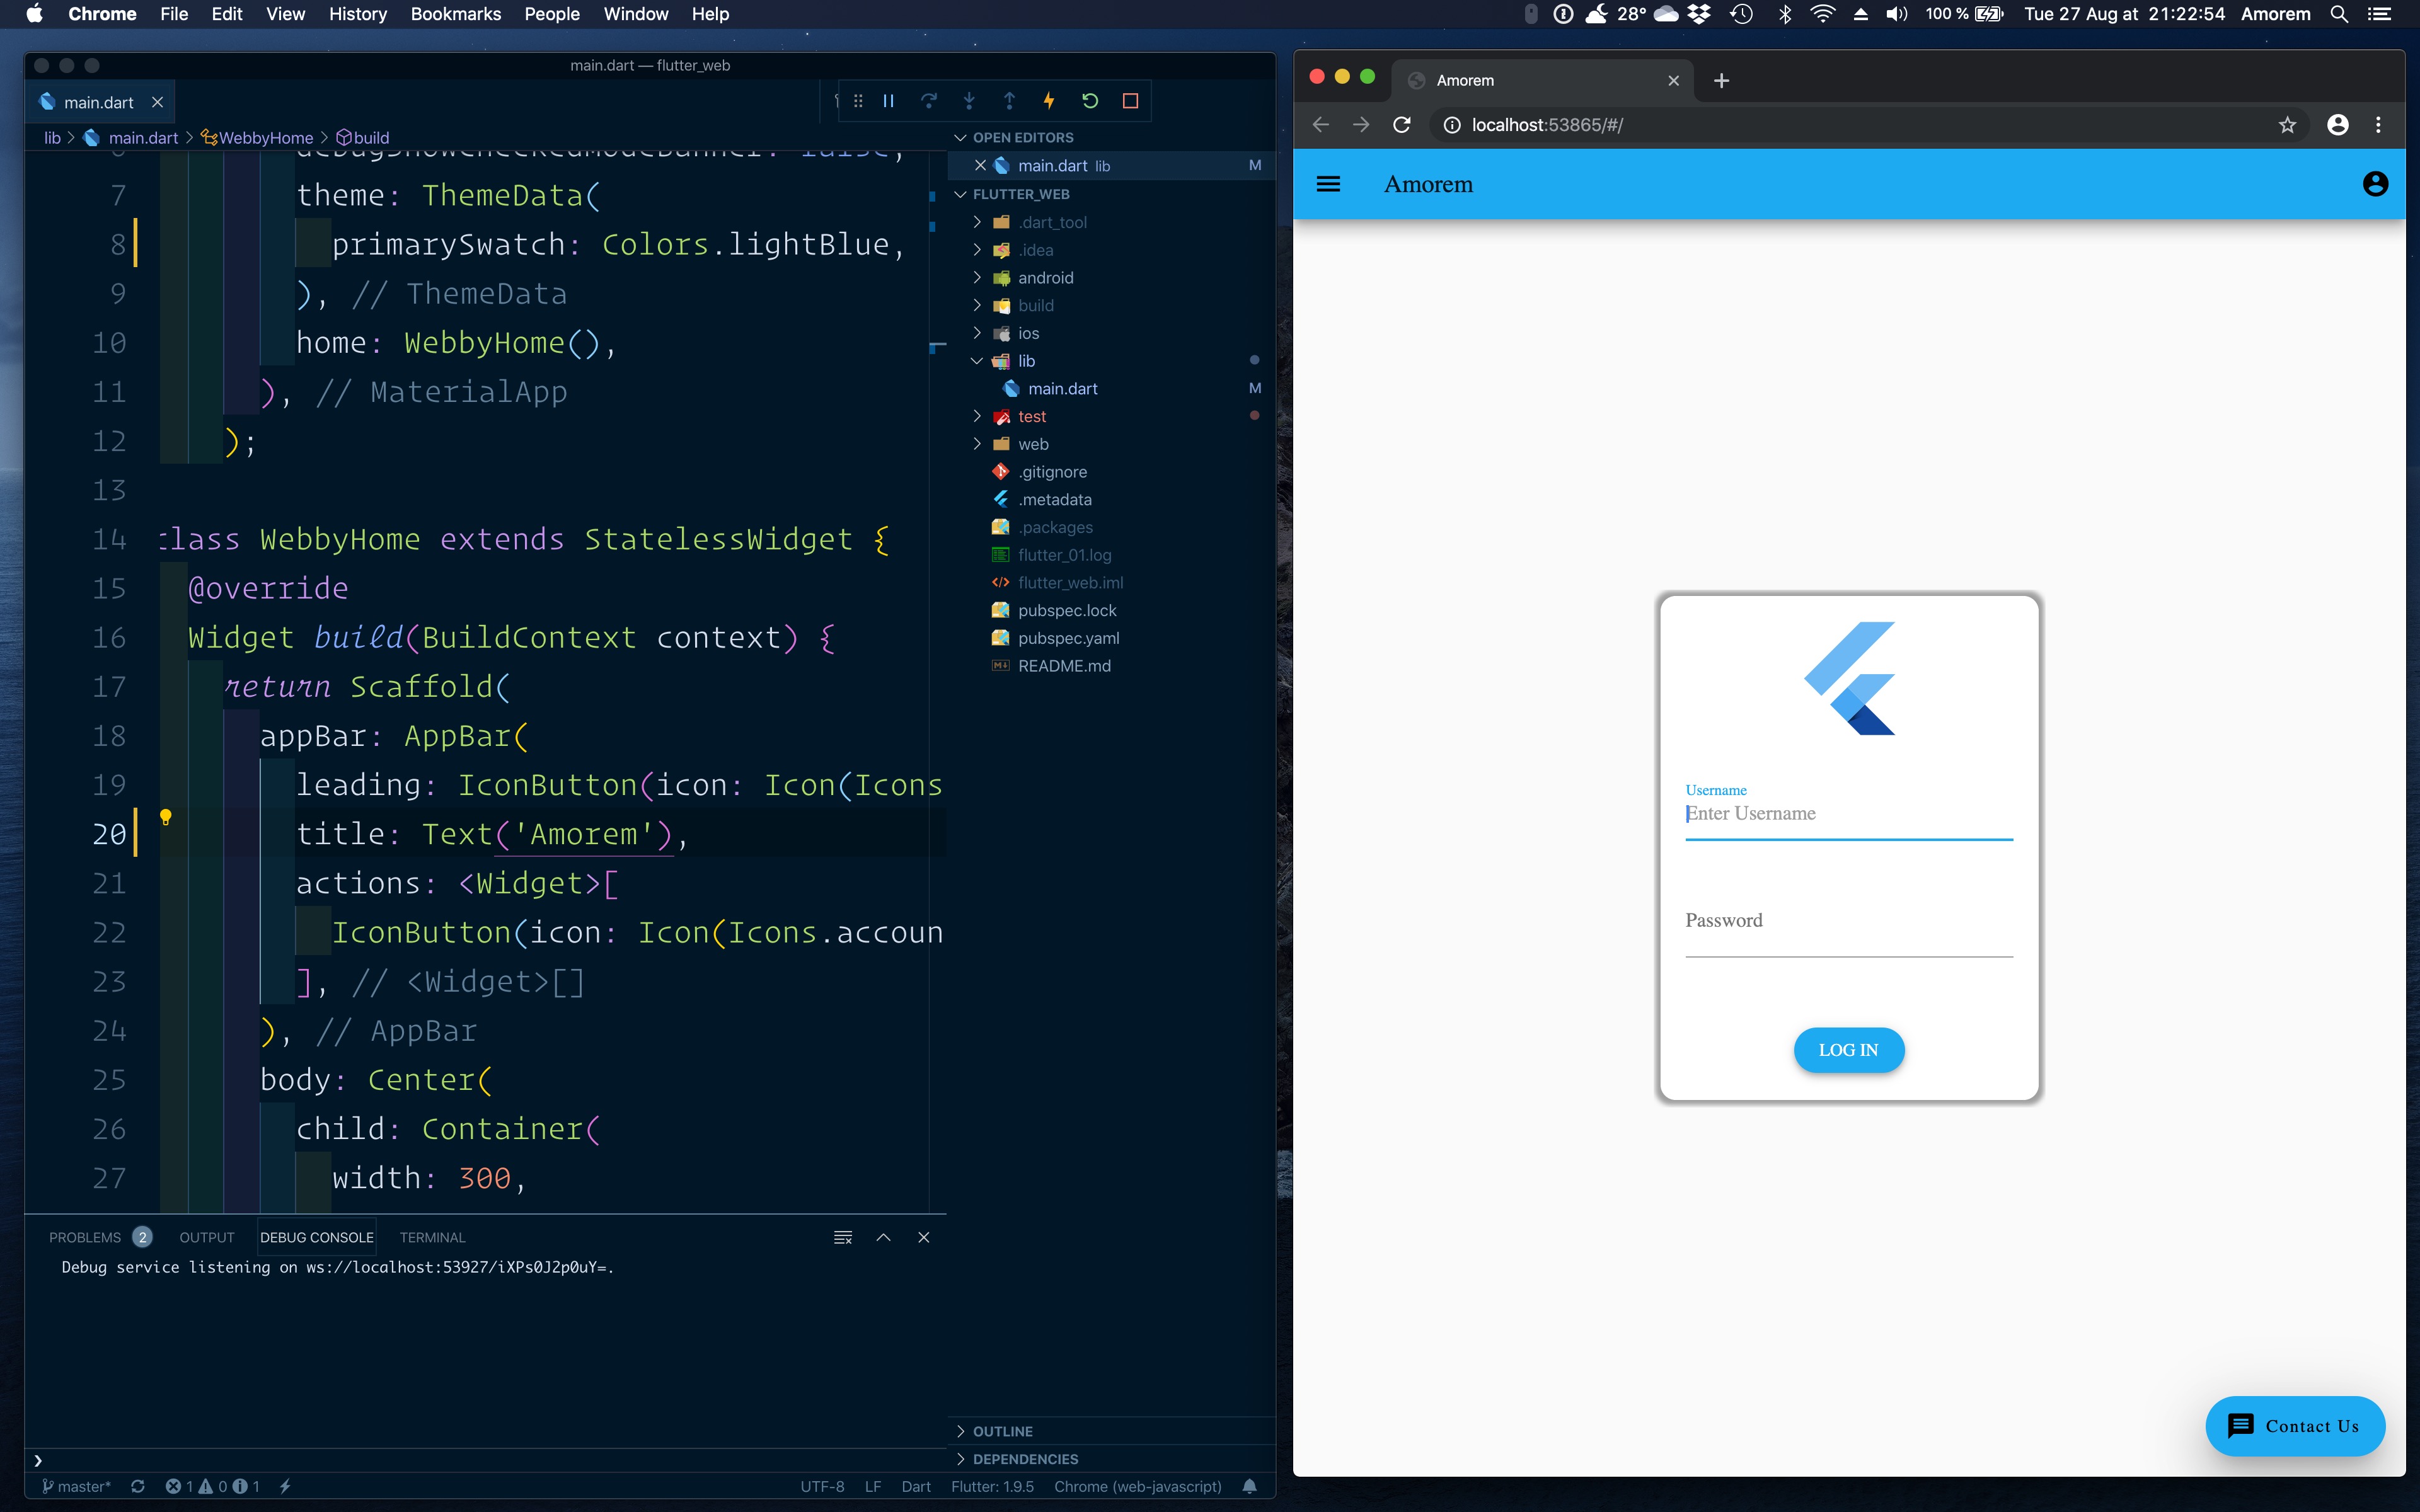 Chrome File Edit View History Bookmarks People Window Help
28° 100 % Tue 27 Aug at 21:22:54 Amorem
main.dart — flutter_web
main.dart
lib > main.dart > WebbyHome > build
debugShowCheckedModeBanner: false,
7 theme: ThemeData(
8 primarySwatch: Colors.lightBlue,
9 ), // ThemeData
10 home: WebbyHome(),
11 ), // MaterialApp
12 );
13
14 class WebbyHome extends StatelessWidget {
15 @override
16 Widget build(BuildContext context) {
17 return Scaffold(
18 appBar: AppBar(
19 leading: IconButton(icon: Icon(Icons
20 title: Text('Amorem'),
21 actions: <Widget>[
22 IconButton(icon: Icon(Icons.accoun
23 ], // <Widget>[]
24 ), // AppBar
25 body: Center(
26 child: Container(
27 width: 300,
OPEN EDITORS
main.dart lib M
FLUTTER_WEB
.dart_tool
.idea
android
build
ios
lib
main.dart M
test
web
.gitignore
.metadata
.packages
flutter_01.log
flutter_web.iml
pubspec.lock
pubspec.yaml
README.md
OUTLINE
DEPENDENCIES
PROBLEMS 2 OUTPUT DEBUG CONSOLE TERMINAL
Debug service listening on ws://localhost:53927/iXPs0J2p0uY=.
master* 1 0 1 UTF-8 LF Dart Flutter: 1.9.5 Chrome (web-javascript)
Amorem
localhost:53865/#/
Amorem
Username
Enter Username
Password
LOG IN
Contact Us